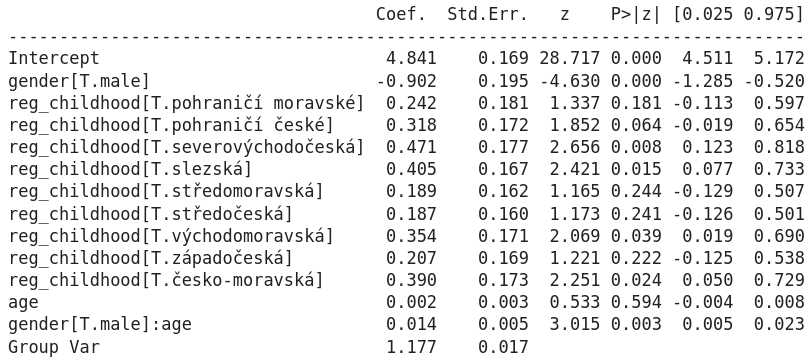 Coef. Std.Err. z P>|z| [0.025 0.975]
------------------------------------------------------------------------------
Intercept 4.841 0.169 28.717 0.000 4.511 5.172
gender[T.male] -0.902 0.195 -4.630 0.000 -1.285 -0.520
reg_childhood[T.pohraničí moravské] 0.242 0.181 1.337 0.181 -0.113 0.597
reg_childhood[T.pohraničí české] 0.318 0.172 1.852 0.064 -0.019 0.654
reg_childhood[T.severovýchodočeská] 0.471 0.177 2.656 0.008 0.123 0.818
reg_childhood[T.slezská] 0.405 0.167 2.421 0.015 0.077 0.733
reg_childhood[T.středomoravská] 0.189 0.162 1.165 0.244 -0.129 0.507
reg_childhood[T.středočeská] 0.187 0.160 1.173 0.241 -0.126 0.501
reg_childhood[T.východomoravská] 0.354 0.171 2.069 0.039 0.019 0.690
reg_childhood[T.západočeská] 0.207 0.169 1.221 0.222 -0.125 0.538
reg_childhood[T.česko-moravská] 0.390 0.173 2.251 0.024 0.050 0.729
age 0.002 0.003 0.533 0.594 -0.004 0.008
gender[T.male]:age 0.014 0.005 3.015 0.003 0.005 0.023
Group Var 1.177 0.017